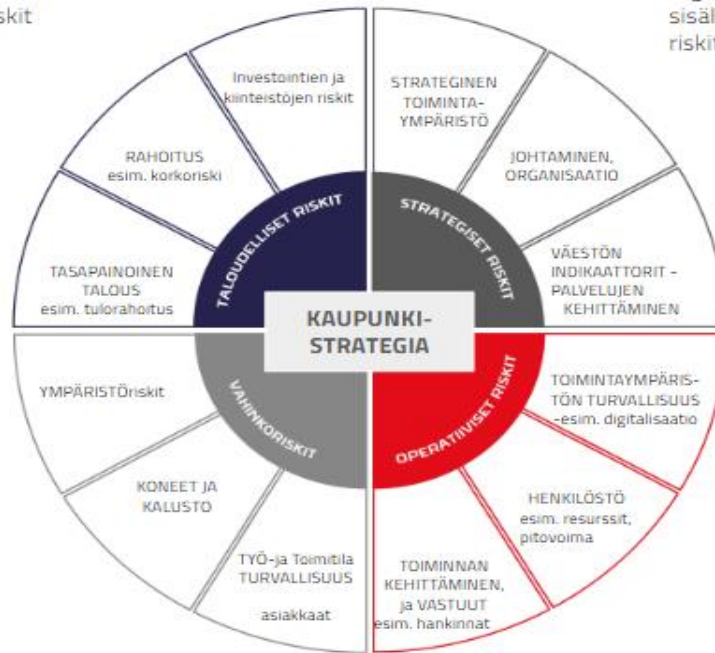 skit
sisäl
riskit
Investointien ja
kiinteistöjen riskit
STRATEGINEN
TOIMINTA-
YMPÄRISTÖ
RAHOITUS
esim. korkoriski
JOHTAMINEN,
ORGANISAATIO
TASAPAINOINEN
TALOUS
esim. tulorahoitus
VÄESTÖN
INDIKAATTORIT -
PALVELUJEN
KEHITTÄMINEN
TALOUDELLISET RISKIT
STRATEGISET RISKIT
KAUPUNKI-
STRATEGIA
VAHINKORISKIT
OPERATIIVISET RISKIT
YMPÄRISTÖriskit
TOIMINTAYMPÄRIS-
TÖN TURVALLISUUS
-esim. digitalisaatio
KONEET JA
KALUSTO
HENKILÖSTÖ
esim. resurssit,
pitovoima
TYÖ-ja Toimitila
TURVALLISUUS
asiakkaat
TOIMINNAN
KEHITTÄMINEN,
ja VASTUUT
esim. hankinnat